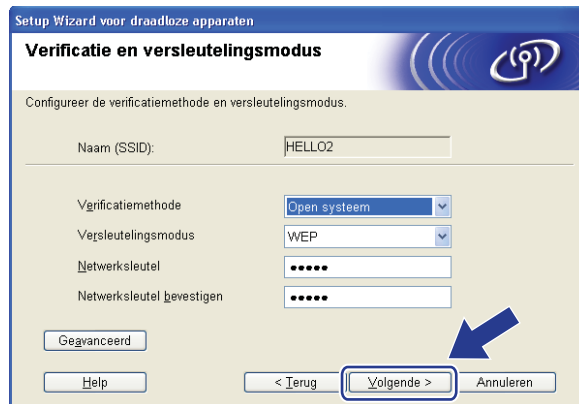 Setup Wizard voor draadloze apparaten
Verificatie en versleutelingsmodus
Configureer de verificatiemethode en versleutelingsmodus.
Naam (SSID): HELLO2
Verificatiemethode Open systeem
Versleutelingsmodus WEP
Netwerksleutel •••••
Netwerksleutel bevestigen •••••
Geavanceerd
Help < Terug Volgende > Annuleren